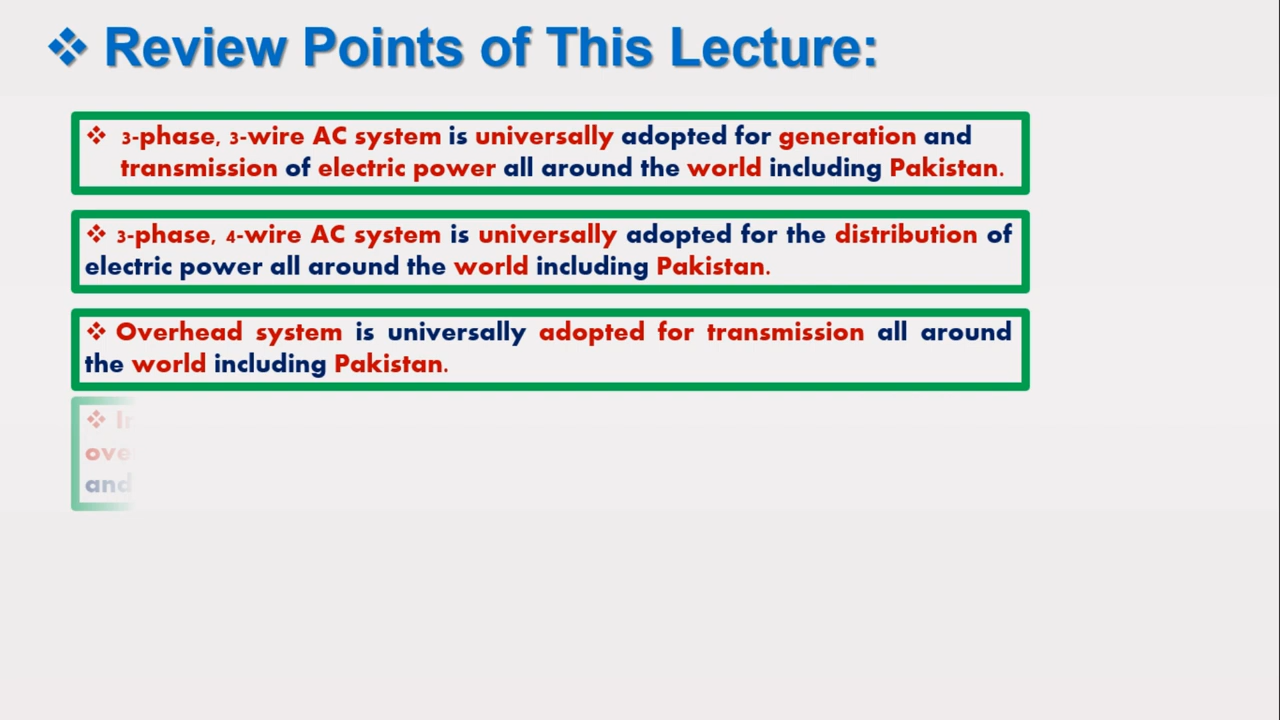 ❖ Review Points of This Lecture:
❖ 3-phase, 3-wire AC system is universally adopted for generation and
transmission of electric power all around the world including Pakistan.
❖ 3-phase, 4-wire AC system is universally adopted for the distribution of
electric power all around the world including Pakistan.
❖ Overhead system is universally adopted for transmission all around
the world including Pakistan.
❖
and